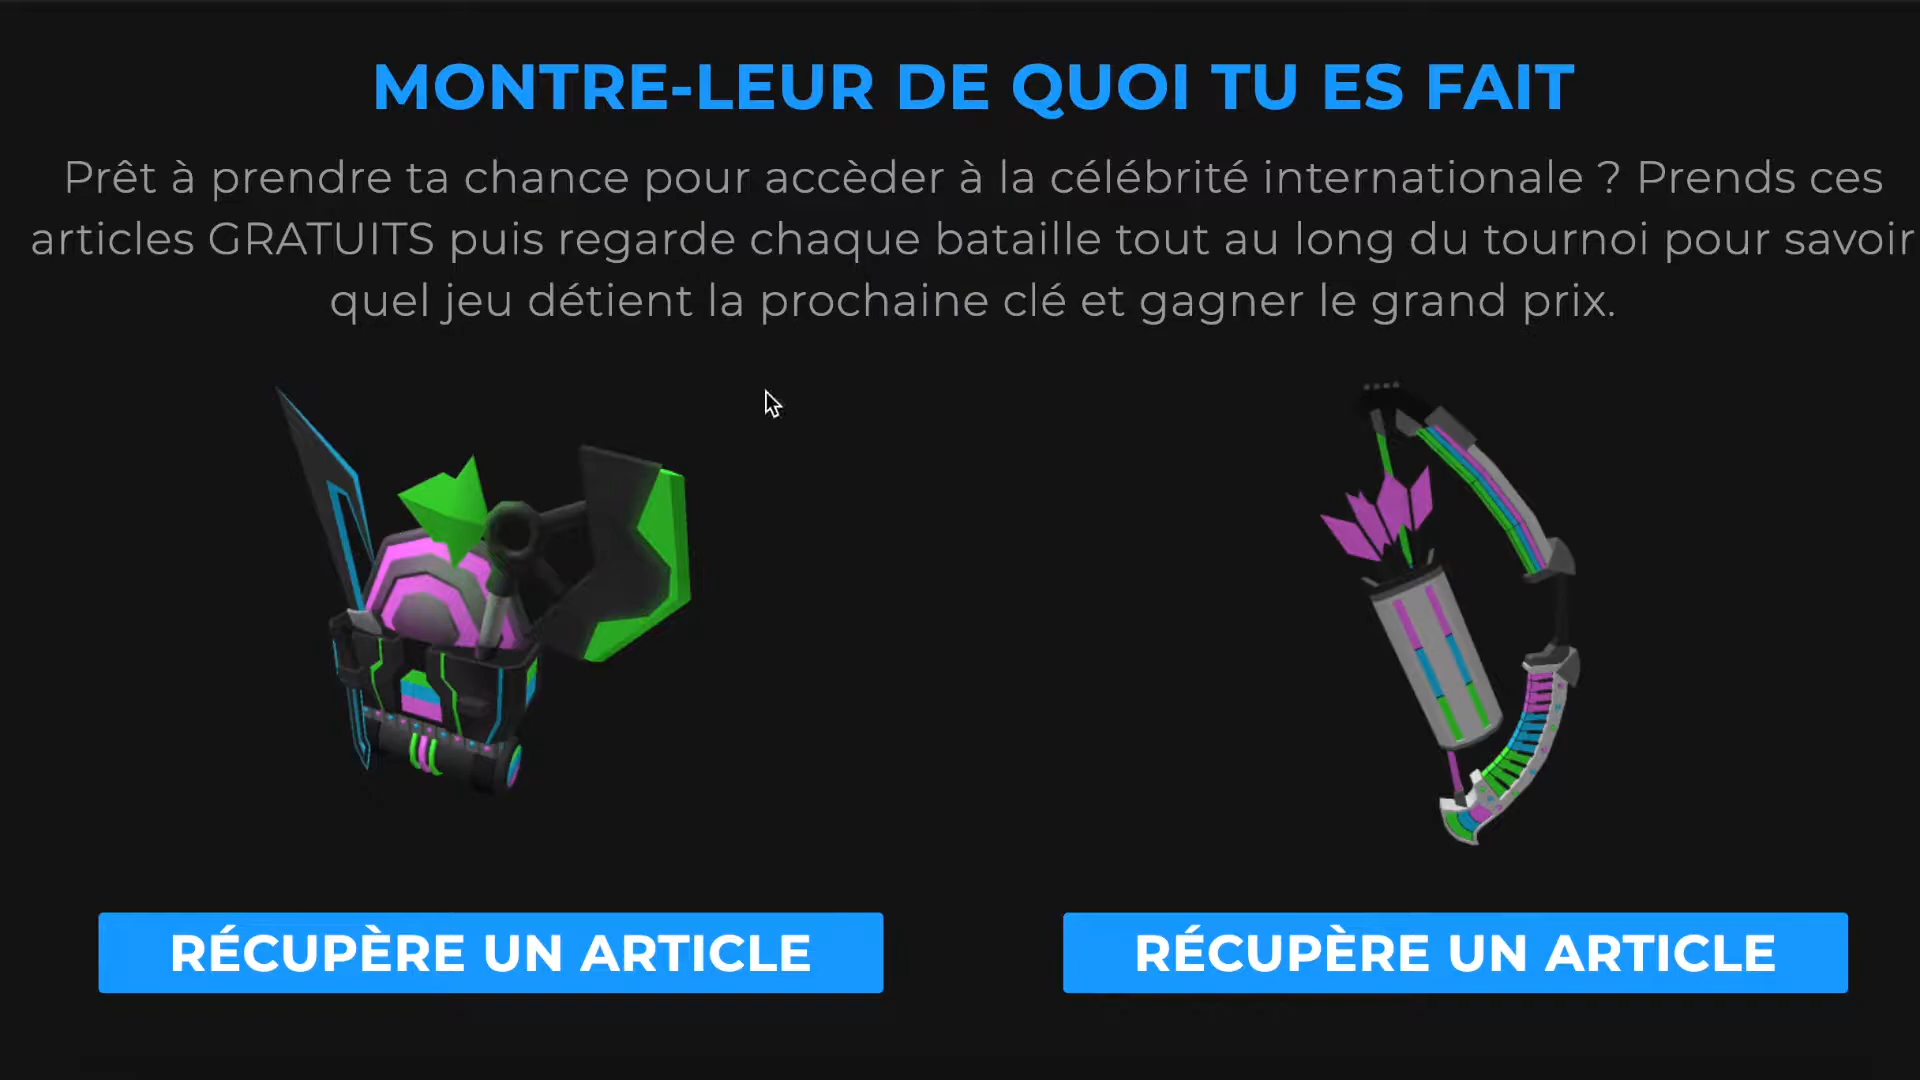 MONTRE-LEUR DE QUOI TU ES FAIT
Prêt à prendre ta chance pour accèder à la célébrité internationale ? Prends ces
articles GRATUITS puis regarde chaque bataille tout au long du tournoi pour savoir
quel jeu détient la prochaine clé et gagner le grand prix.
RÉCUPÈRE UN ARTICLE
RÉCUPÈRE UN ARTICLE